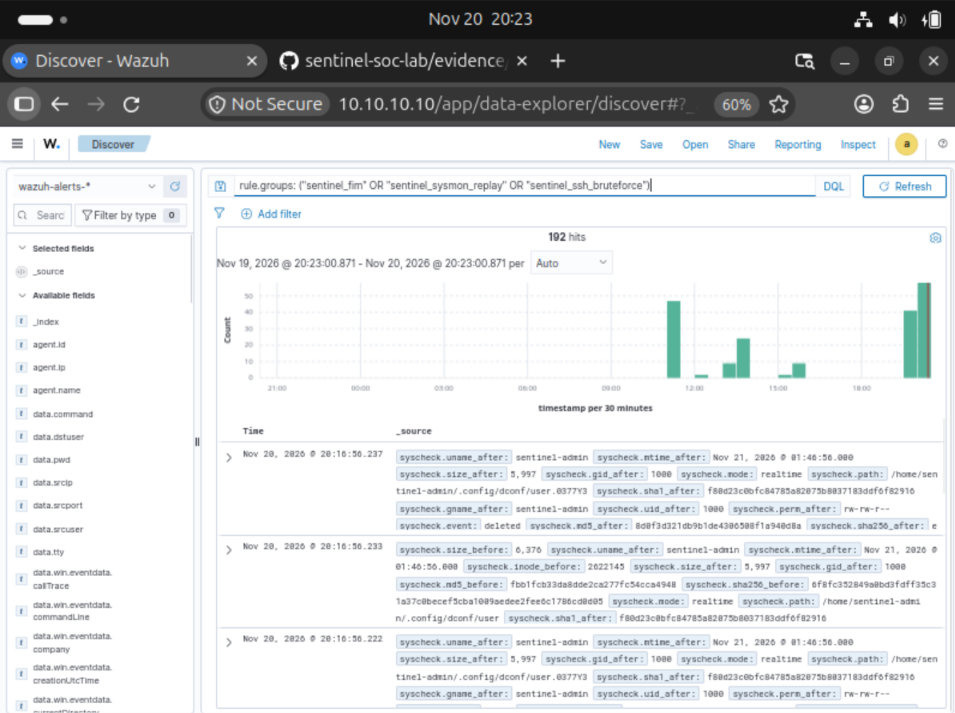 Nov 20 20:23
Discover - Wazuh
sentinel-soc-lab/evidence
Not Secure 10.10.10.10/app/data-explorer/discover#?_ 60%
W. Discover New Save Open Share Reporting Inspect a
wazuh-alerts-*
rule.groups: ("sentinel_fim" OR "sentinel_sysmon_replay" OR "sentinel_ssh_bruteforce") DQL Refresh
Searc Filter by type 0
Add filter
Selected fields
_source
Available fields
_index
agent.id
agent.ip
agent.name
data.command
data.dstuser
data.pwd
data.srcip
data.srcport
data.srcuser
data.tty
data.win.eventdata.
callTrace
data.win.eventdata.
commandLine
data.win.eventdata.
company
data.win.eventdata.
creationUtcTime
data.win.eventdata.
192 hits
Nov 19, 2026 @ 20:23:00.871 - Nov 20, 2026 @ 20:23:00.871 per Auto
Count
50
40
30
20
10
0
21:00 00:00 03:00 06:00 09:00 12:00 15:00 18:00
timestamp per 30 minutes
Time _source
Nov 20, 2026 @ 20:16:56.237
syscheck.uname_after: sentinel-admin syscheck.mtime_after: Nov 21, 2026 @ 01:46:56.000
syscheck.size_after: 5,997 syscheck.gid_after: 1000 syscheck.mode: realtime syscheck.path: /home/sen
tinel-admin/.config/dconf/user.0377Y3 syscheck.sha1_after: f80d23c0bfc84785a82075b8037183ddf6f82916
syscheck.gname_after: sentinel-admin syscheck.uid_after: 1000 syscheck.perm_after: rw-rw-r--
syscheck.event: deleted syscheck.md5_after: 8d0f3d321db9b1de4306508f1a940d8a syscheck.sha256_after: e
Nov 20, 2026 @ 20:16:56.233
syscheck.size_before: 6,376 syscheck.uname_after: sentinel-admin syscheck.mtime_after: Nov 21, 2026 @
01:46:56.000 syscheck.inode_before: 2622145 syscheck.size_after: 5,997 syscheck.gid_after: 1000
syscheck.md5_before: fbb1fcb33da8dde2ca277fc54cca4948 syscheck.sha256_before: 6f8fc352849a0bd3fdff35c3
1a37c0becef5cba1009aedee2fee6c1786cd0d05 syscheck.mode: realtime syscheck.path: /home/sentinel-admi
n/.config/dconf/user syscheck.sha1_after: f80d23c0bfc84785a82075b8037183ddf6f82916
Nov 20, 2026 @ 20:16:56.222
syscheck.uname_after: sentinel-admin syscheck.mtime_after: Nov 21, 2026 @ 01:46:56.000
syscheck.size_after: 5,997 syscheck.gid_after: 1000 syscheck.mode: realtime syscheck.path: /home/sen
tinel-admin/.config/dconf/user.0377Y3 syscheck.sha1_after: f80d23c0bfc84785a82075b8037183ddf6f82916
syscheck.gname_after: sentinel-admin syscheck.uid_after: 1000 syscheck.perm_after: rw-rw-r--